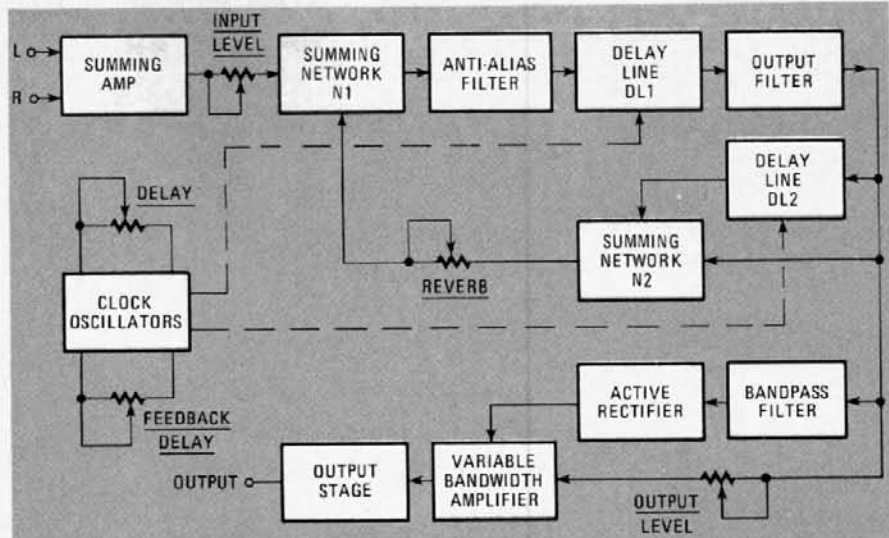 L
R
SUMMING
AMP
INPUT
LEVEL
SUMMING
NETWORK
N1
ANTI-ALIAS
FILTER
DELAY
LINE
DL1
OUTPUT
FILTER
DELAY
LINE
DL2
DELAY
CLOCK
OSCILLATORS
REVERB
SUMMING
NETWORK
N2
FEEDBACK
DELAY
ACTIVE
RECTIFIER
BANDPASS
FILTER
OUTPUT
OUTPUT
STAGE
VARIABLE
BANDWIDTH
AMPLIFIER
OUTPUT
LEVEL